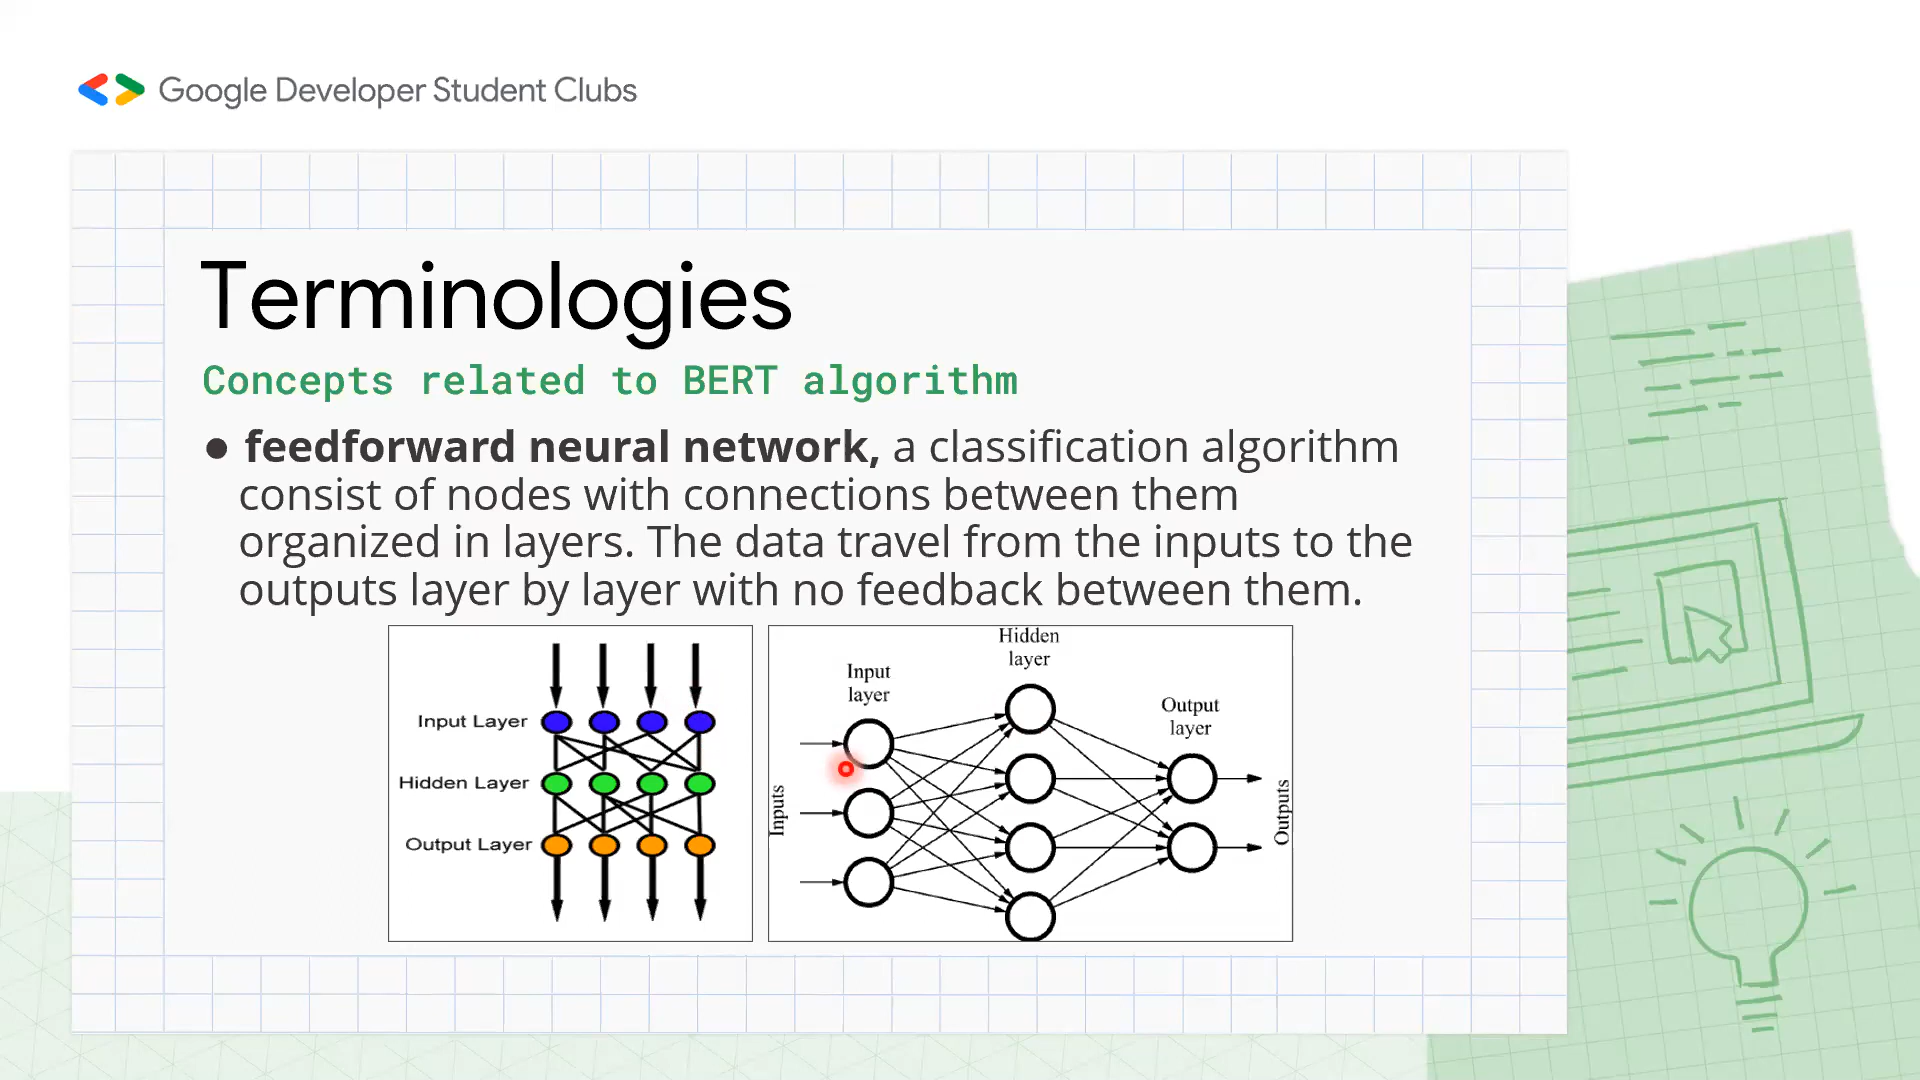 Google Developer Student Clubs
Terminologies
Concepts related to BERT algorithm
● feedforward neural network, a classification algorithm
consist of nodes with connections between them
organized in layers. The data travel from the inputs to the
outputs layer by layer with no feedback between them.
Input Layer
Hidden Layer
Output Layer
Hidden
layer
Input
layer
Output
layer
Inputs
Outputs